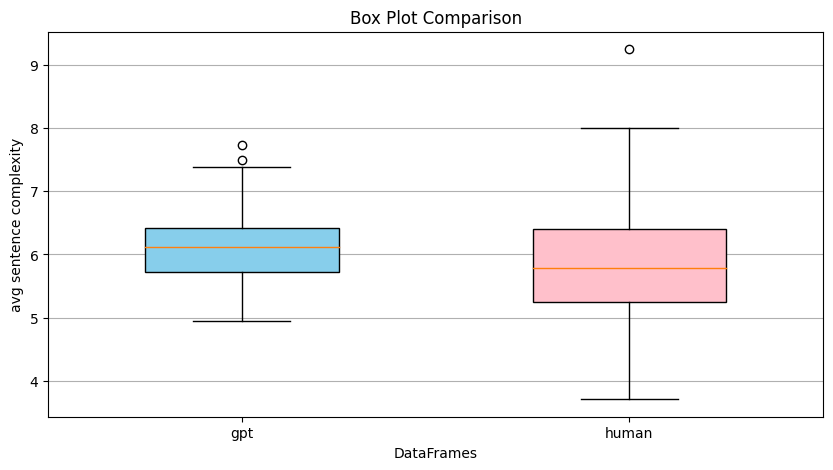 Box Plot Comparison
avg sentence complexity
9
8
7
6
5
4
gpt
human
DataFrames